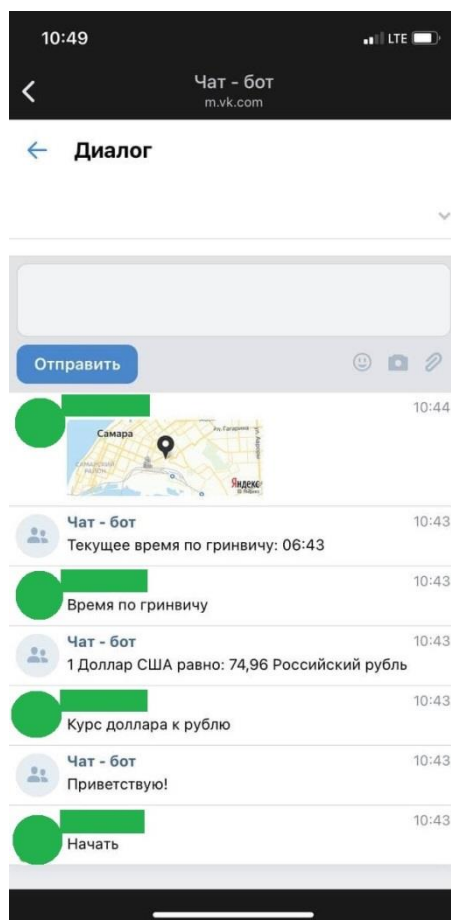 10:49
LTE
Чат - бот
m.vk.com
Диалог
Отправить
10:44
Самара
САМАРСКИЙ
РАЙОН
Яндекс
Чат - бот
10:43
Текущее время по гринвичу: 06:43
10:43
Время по гринвичу
Чат - бот
10:43
1 Доллар США равно: 74,96 Российский рубль
10:43
Курс доллара к рублю
Чат - бот
10:43
Приветствую!
10:43
Начать